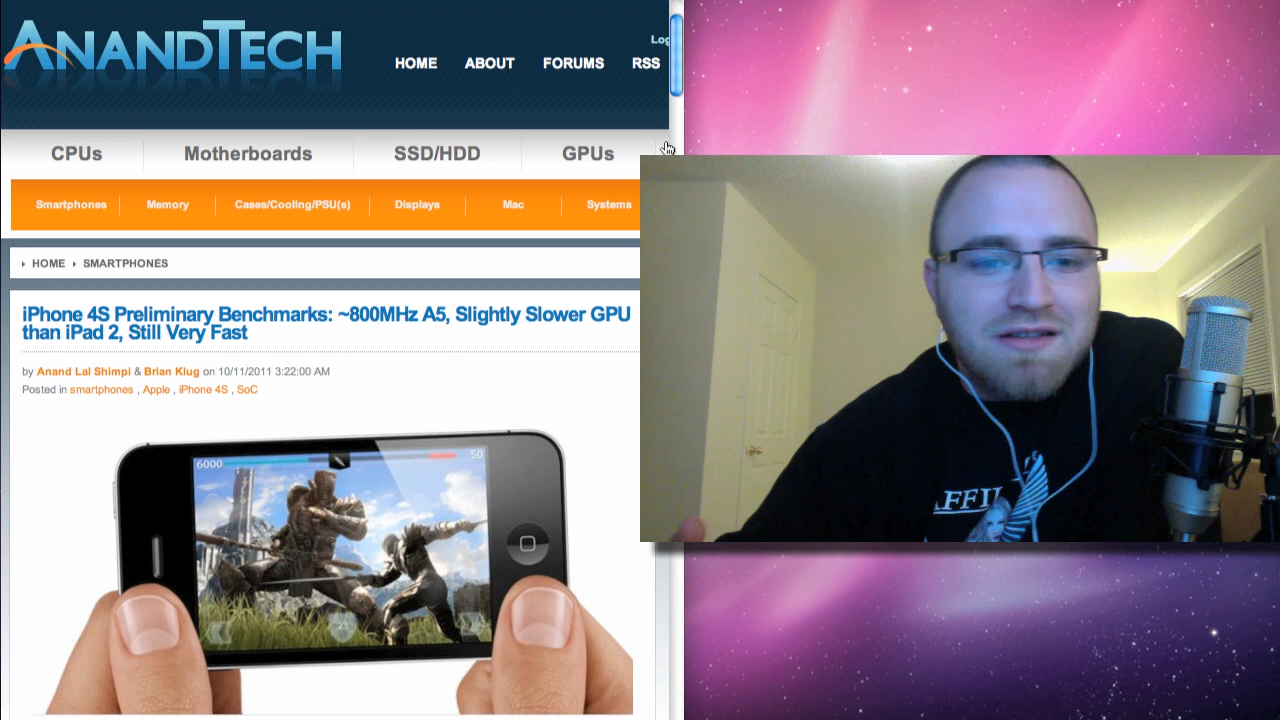 ANANDTECH
HOME ABOUT FORUMS RSS
CPUs Motherboards SSD/HDD GPUs
Smartphones Memory Cases/Cooling/PSU(s) Displays Mac Systems
HOME SMARTPHONES
iPhone 4S Preliminary Benchmarks: ~800MHz A5, Slightly Slower GPU
than iPad 2, Still Very Fast
by Anand Lal Shimpi & Brian Klug on 10/11/2011 3:22:00 AM
Posted in smartphones , Apple , iPhone 4S , SoC
6000 50